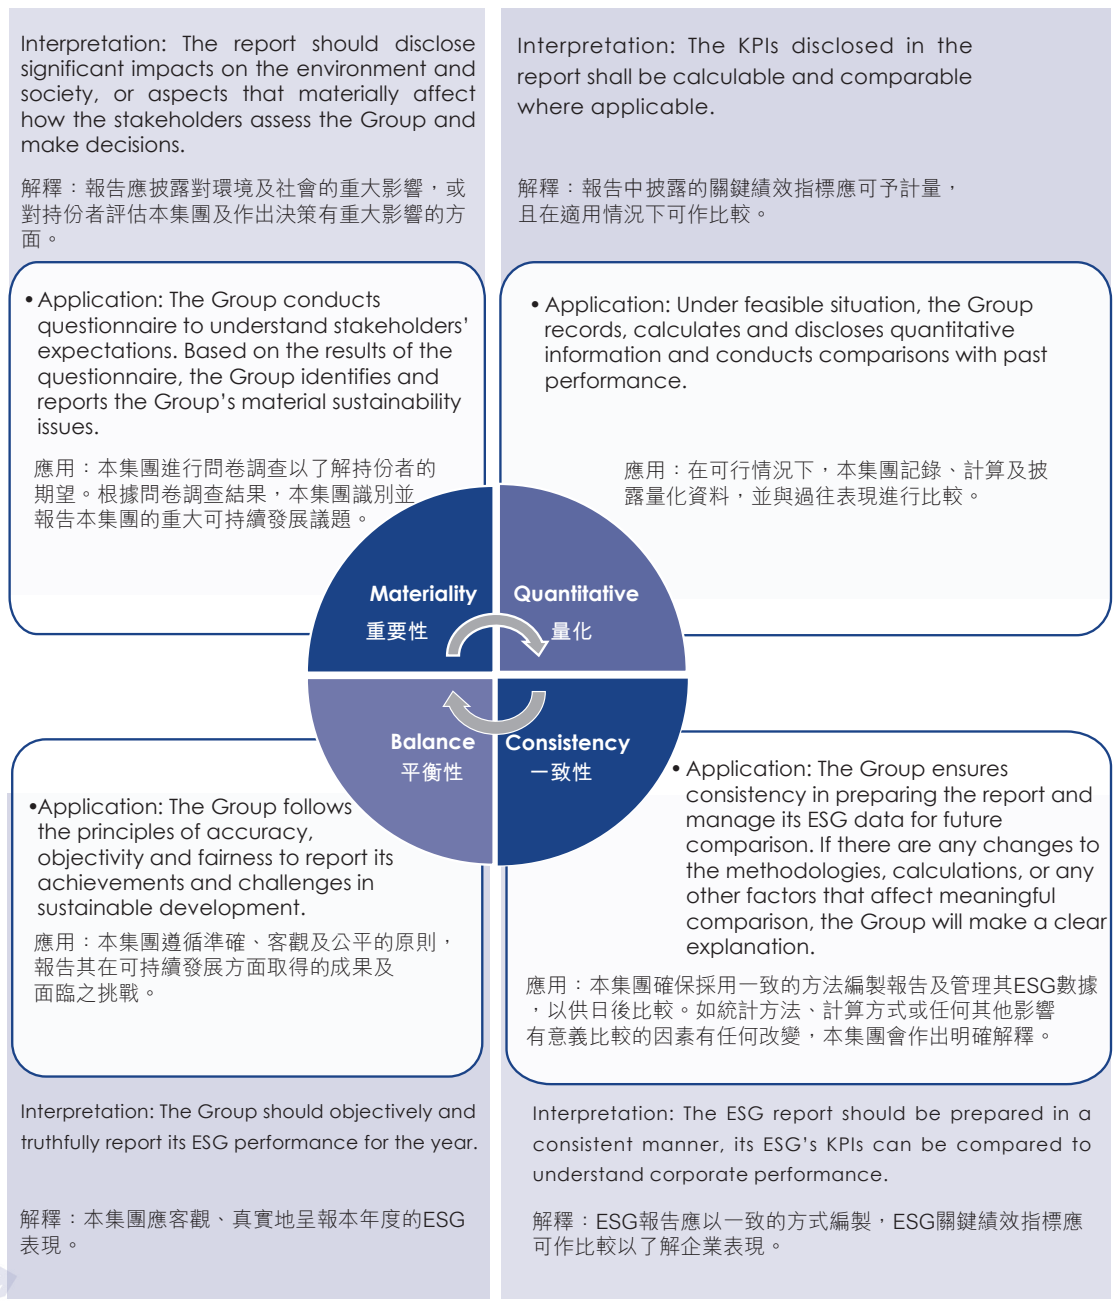 Interpretation: The report should disclose
significant impacts on the environment and
society, or aspects that materially affect
how the stakeholders assess the Group and
make decisions.
解釋：報告應披露對環境及社會的重大影響，或
對持份者評估本集團及作出決策有重大影響的方
面。
•Application: The Group conducts
questionnaire to understand stakeholders’
expectations. Based on the results of the
questionnaire, the Group identifies and
reports the Group’s material sustainability
issues.
應用：本集團進行問卷調查以了解持份者的
期望。根據問卷調查結果，本集團識別並
報告本集團的重大可持續發展議題。
Interpretation: The KPIs disclosed in the
report shall be calculable and comparable
where applicable.
解釋：報告中披露的關鍵績效指標應可予計量，
且在適用情況下可作比較。
•Application: Under feasible situation, the Group
records, calculates and discloses quantitative
information and conducts comparisons with past
performance.
應用：在可行情況下，本集團記錄、計算及披
露量化資料，並與過往表現進行比較。
Materiality
重要性
Quantitative
量化
Balance
平衡性
Consistency
一致性
•Application: The Group follows
the principles of accuracy,
objectivity and fairness to report its
achievements and challenges in
sustainable development.
應用：本集團遵循準確、客觀及公平的原則，
報告其在可持續發展方面取得的成果及
面臨之挑戰。
Interpretation: The Group should objectively and
truthfully report its ESG performance for the year.
解釋：本集團應客觀、真實地呈報本年度的ESG
表現。
•Application: The Group ensures
consistency in preparing the report and
manage its ESG data for future
comparison. If there are any changes to
the methodologies, calculations, or any
other factors that affect meaningful
comparison, the Group will make a clear
explanation.
應用：本集團確保採用一致的方法編製報告及管理其ESG數據
，以供日後比較。如統計方法、計算方式或任何其他影響
有意義比較的因素有任何改變，本集團會作出明確解釋。
Interpretation: The ESG report should be prepared in a
consistent manner, its ESG’s KPIs can be compared to
understand corporate performance.
解釋：ESG報告應以一致的方式編製，ESG關鍵績效指標應
可作比較以了解企業表現。